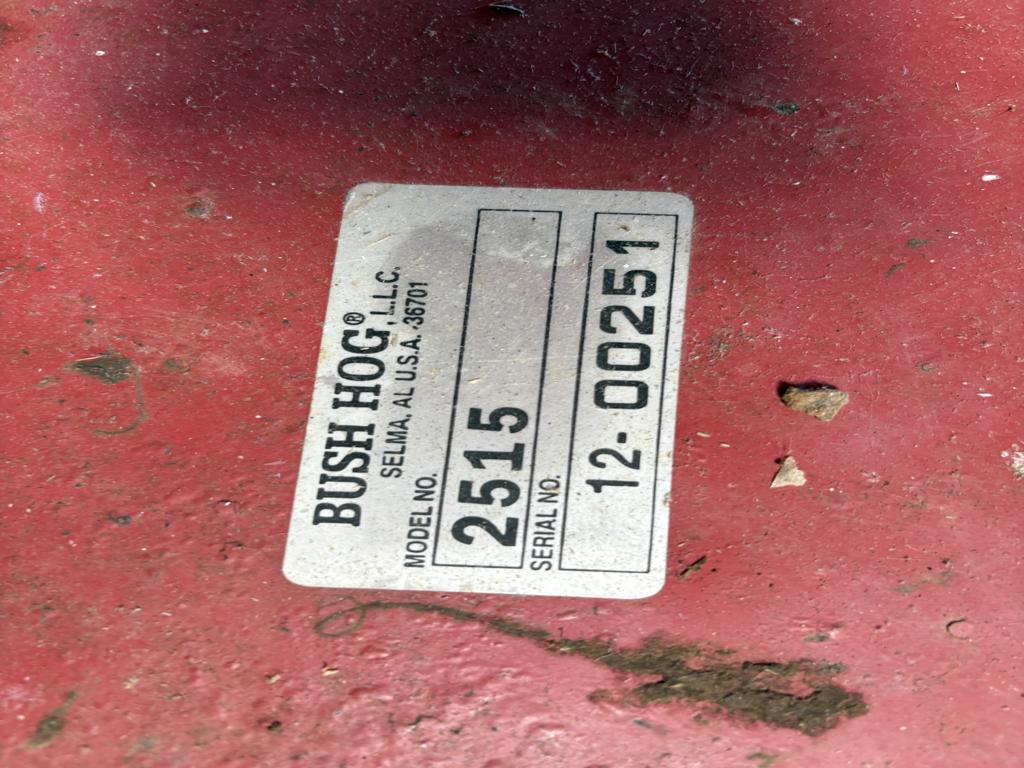 BUSH HOG®, L.L.C.
SELMA, AL U.S.A. 36701
MODEL NO.
2515
SERIAL NO.
12-00251